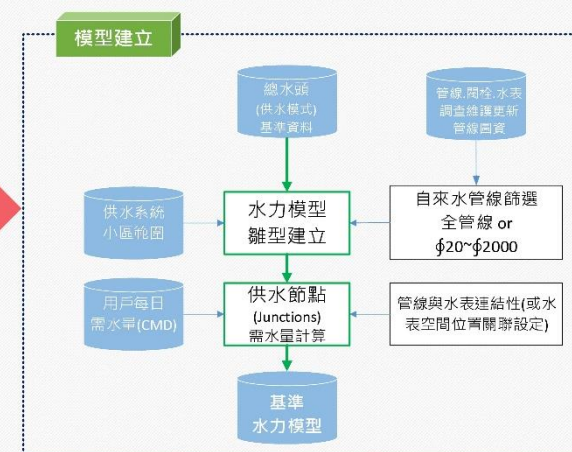 模型建立
總水頭
(供水模式)
基準資料
管線.閥栓.水表
調查維護更新
管線圖資
供水系統
小區範圍
水力模型
雛型建立
自來水管線篩選
全管線 or
∮20~∮2000
用戶每日
需水量(CMD)
供水節點
(Junctions)
需水量計算
管線與水表連結性(或水
表空間位置關聯設定)
基準
水力模型